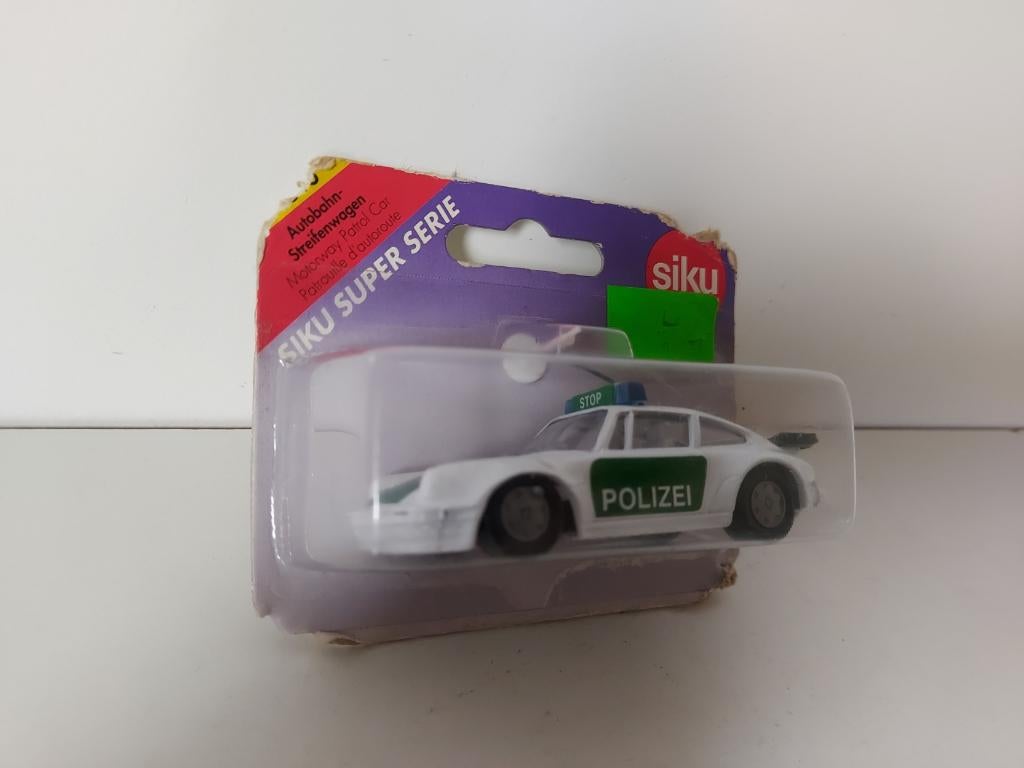 Autobahn-
Streifenwagen
Motorway Patrol Car
Patrouille d'autoroute
SIKU SUPER SERIE
siku
STOP
POLIZEI